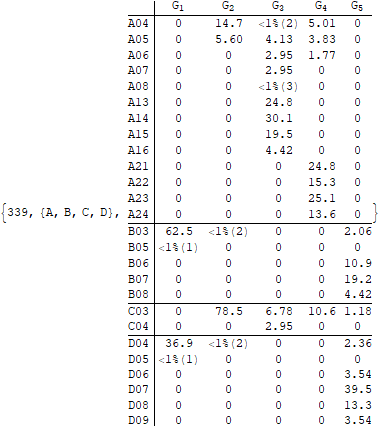 G1 G2 G3 G4 G5
A04 0 14.7 <1%(2) 5.01 0
A05 0 5.60 4.13 3.83 0
A06 0 0 2.95 1.77 0
A07 0 0 2.95 0 0
A08 0 0 <1%(3) 0 0
A13 0 0 24.8 0 0
A14 0 0 30.1 0 0
A15 0 0 19.5 0 0
A16 0 0 4.42 0 0
A21 0 0 0 24.8 0
A22 0 0 0 15.3 0
A23 0 0 0 25.1 0
{339, {A, B, C, D}, A24 0 0 0 13.6 0 }
B03 62.5 <1%(2) 0 0 2.06
B05 <1%(1) 0 0 0 0
B06 0 0 0 0 10.9
B07 0 0 0 0 19.2
B08 0 0 0 0 4.42
C03 0 78.5 6.78 10.6 1.18
C04 0 0 2.95 0 0
D04 36.9 <1%(2) 0 0 2.36
D05 <1%(1) 0 0 0 0
D06 0 0 0 0 3.54
D07 0 0 0 0 39.5
D08 0 0 0 0 13.3
D09 0 0 0 0 3.54